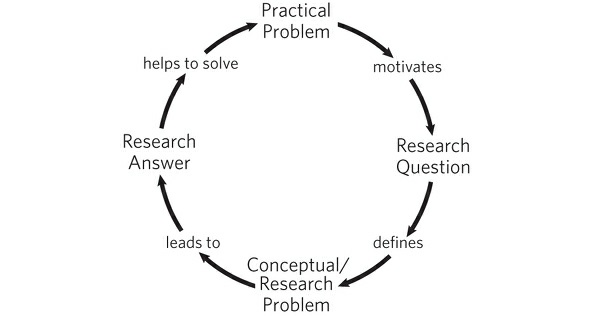 Practical
Problem
motivates
Research
Question
defines
Conceptual/
Research
Problem
leads to
Research
Answer
helps to solve